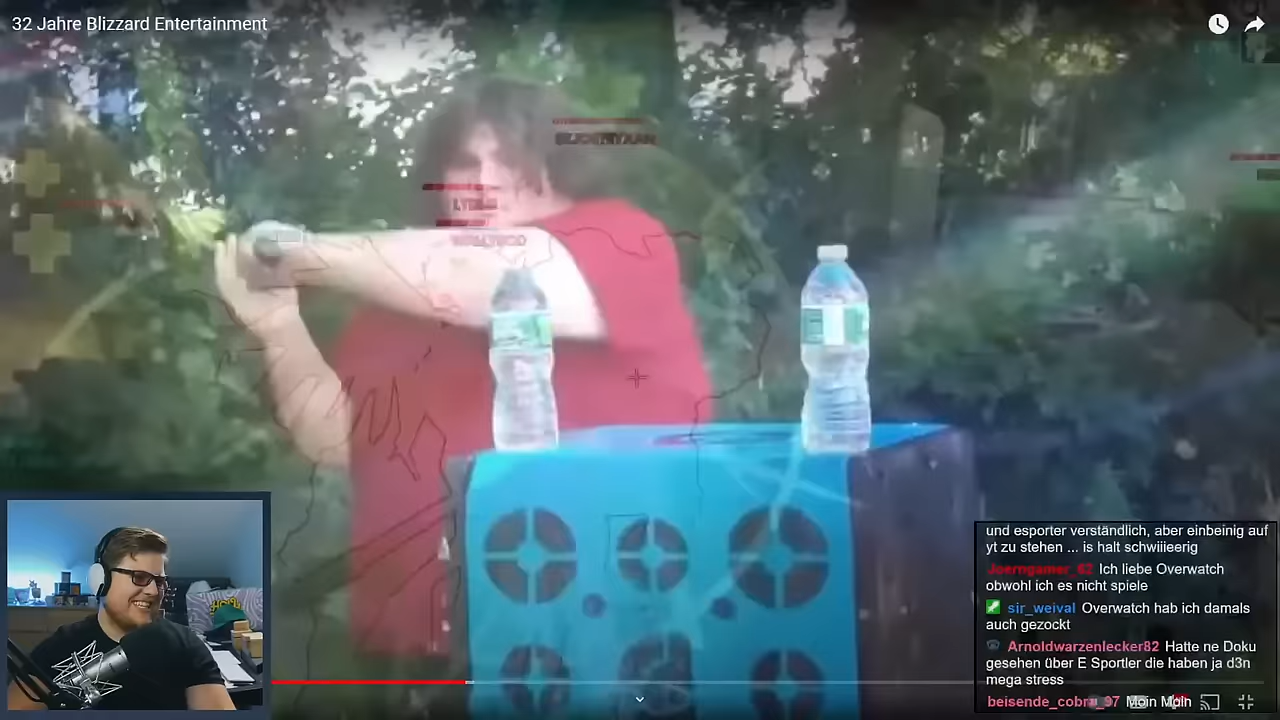 32 Jahre Blizzard Entertainment
und esporter verständlich, aber einbeinig auf
yt zu stehen ... is halt schwiiieerig
Joerngamer_82 Ich liebe Overwatch
obwohl ich es nicht spiele
sir_weival Overwatch hab ich damals
auch gezockt
Arnoldwarzenlecker82 Hatte ne Doku
gesehen über E Sportler die haben ja d3n
mega stress
beisende_cobra_97 Moin Moin